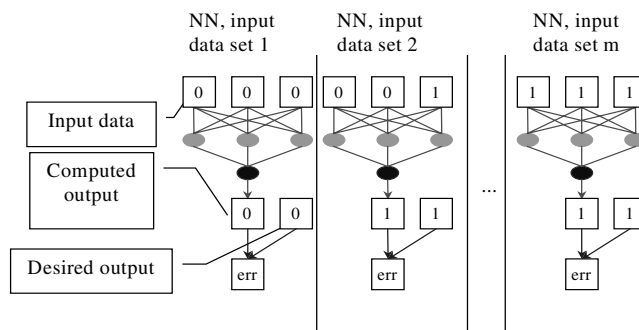 NN, input
data set 1
NN, input
data set 2
NN, input
data set m
0 0 0 0 0 1 1 1 1
Input data
Computed
output
0 0 1 1 1 1
...
Desired output
err err err